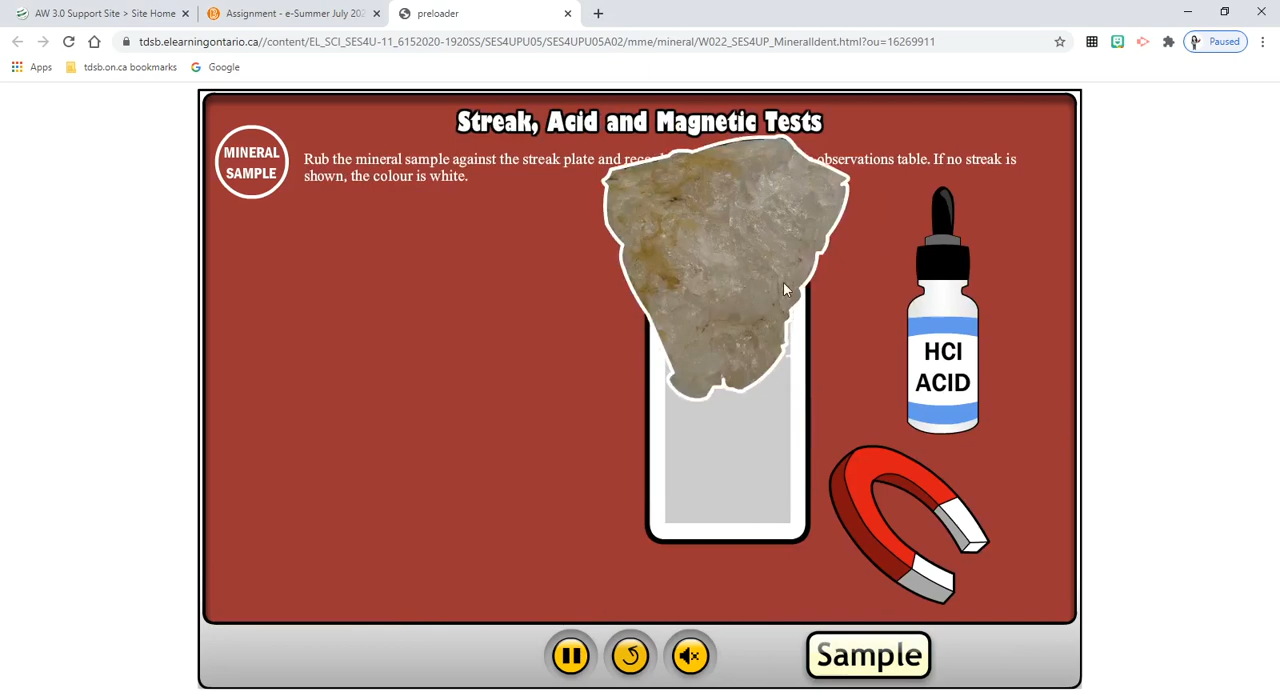 AW 3.0 Support Site > Site Home
Assignment - e-Summer July 202
preloader
tdsb.elearningontario.ca//content/EL_SCI_SES4U-11_6152020-1920SS/SES4UPU05/SES4UPU05A02/mme/mineral/W022_SES4UP_MineralIdent.html?ou=16269911
Paused
Apps
tdsb.on.ca bookmarks
Google
Streak, Acid and Magnetic Tests
MINERAL
SAMPLE
Rub the mineral sample against the streak plate and observations table. If no streak is
shown, the colour is white.
HCl
ACID
Sample